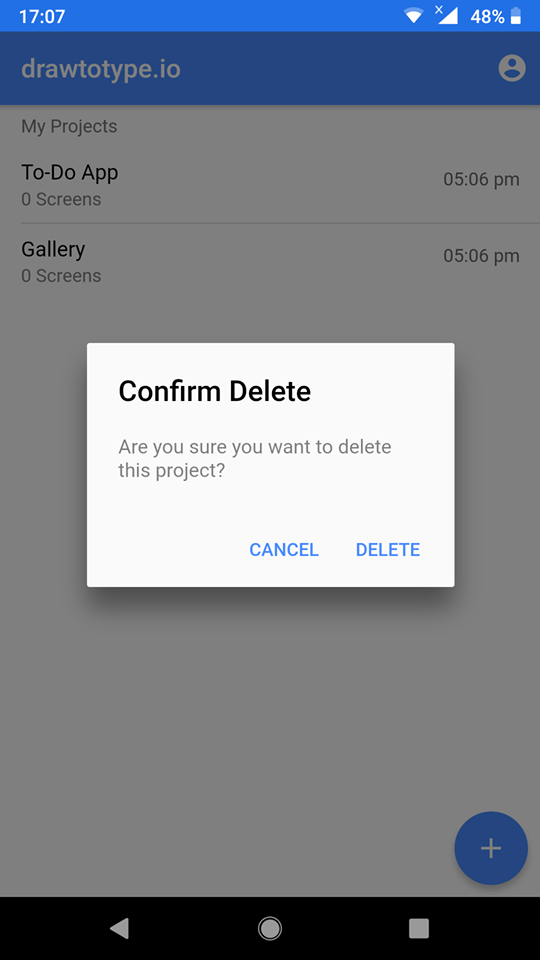 17:07
48%
drawtotype.io
My Projects
To-Do App
05:06 pm
0 Screens
Gallery
05:06 pm
0 Screens
Confirm Delete
Are you sure you want to delete
this project?
CANCEL DELETE